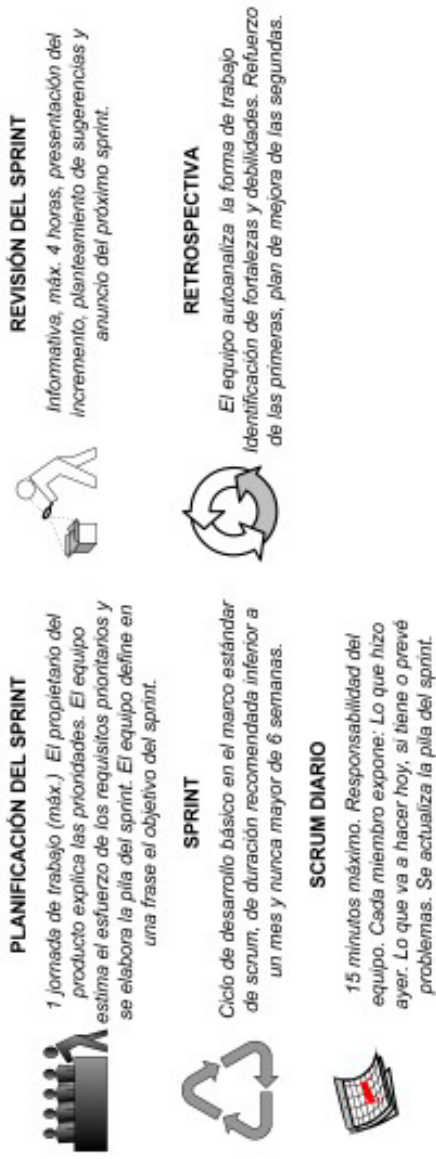 PLANIFICACIÓN DEL SPRINT
1 jornada de trabajo (máx.) El propietario del
producto explica las prioridades. El equipo
estima el esfuerzo de los requisitos prioritarios y
se elabora la pila del sprint. El equipo define en
una frase el objetivo del sprint.
SPRINT
Ciclo de desarrollo básico en el marco estándar
de scrum, de duración recomendada inferior a
un mes y nunca mayor de 6 semanas.
SCRUM DIARIO
15 minutos máximo. Responsabilidad del
equipo. Cada miembro expone: Lo que hizo
ayer. Lo que va a hacer hoy, si tiene o prevé
problemas. Se actualiza la pila del sprint.
REVISIÓN DEL SPRINT
Informativa, máx. 4 horas, presentación del
incremento, planteamiento de sugerencias y
anuncio del próximo sprint.
RETROSPECTIVA
El equipo autoanaliza la forma de trabajo
Identificación de fortalezas y debilidades. Refuerzo
de las primeras, plan de mejora de las segundas.